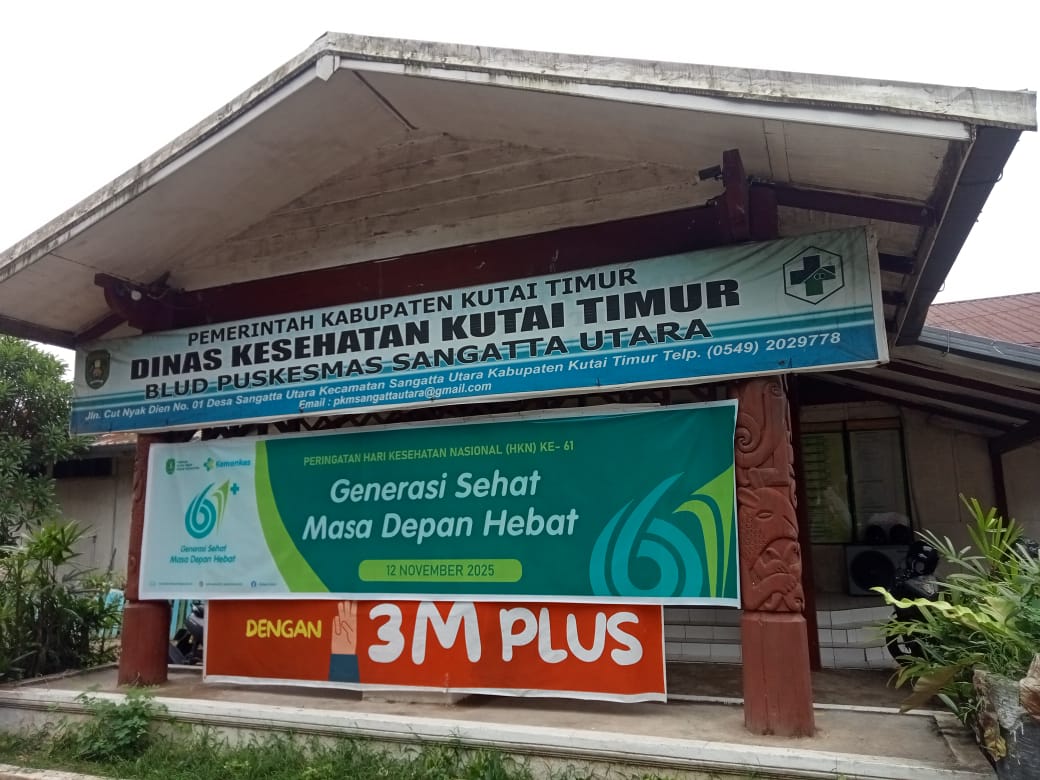 PEMERINTAH KABUPATEN KUTAI TIMUR
DINAS KESEHATAN KUTAI TIMUR
BLUD PUSKESMAS SANGATTA UTARA
Jln. Cut Nyak Dien No. 01 Desa Sangatta Utara Kecamatan Sangatta Utara Kabupaten Kutai Timur Telp. (0549) 2029778
Email : pkmsangattautara@gmail.com
Kemenkes
61
Generasi Sehat
Masa Depan Hebat
PERINGATAN HARI KESEHATAN NASIONAL (HKN) KE- 61
Generasi Sehat
Masa Depan Hebat
12 NOVEMBER 2025
61
DENGAN 3M PLUS